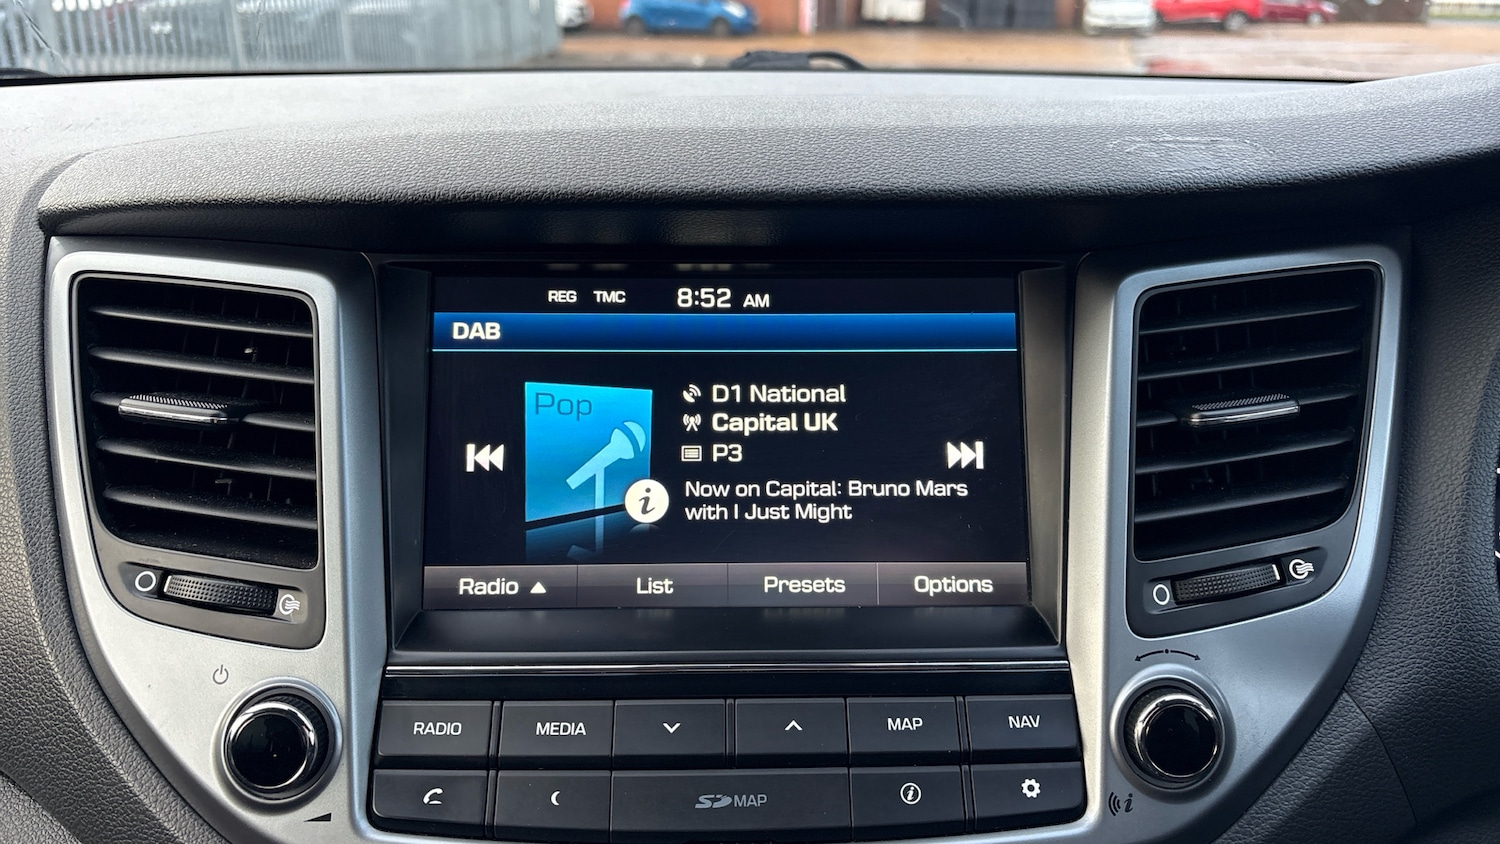 REG TMC 8:52 AM
DAB
Pop
D1 National
Capital UK
P3
Now on Capital: Bruno Mars
with I Just Might
Radio ▲ List Presets Options
RADIO MEDIA MAP NAV
SD MAP